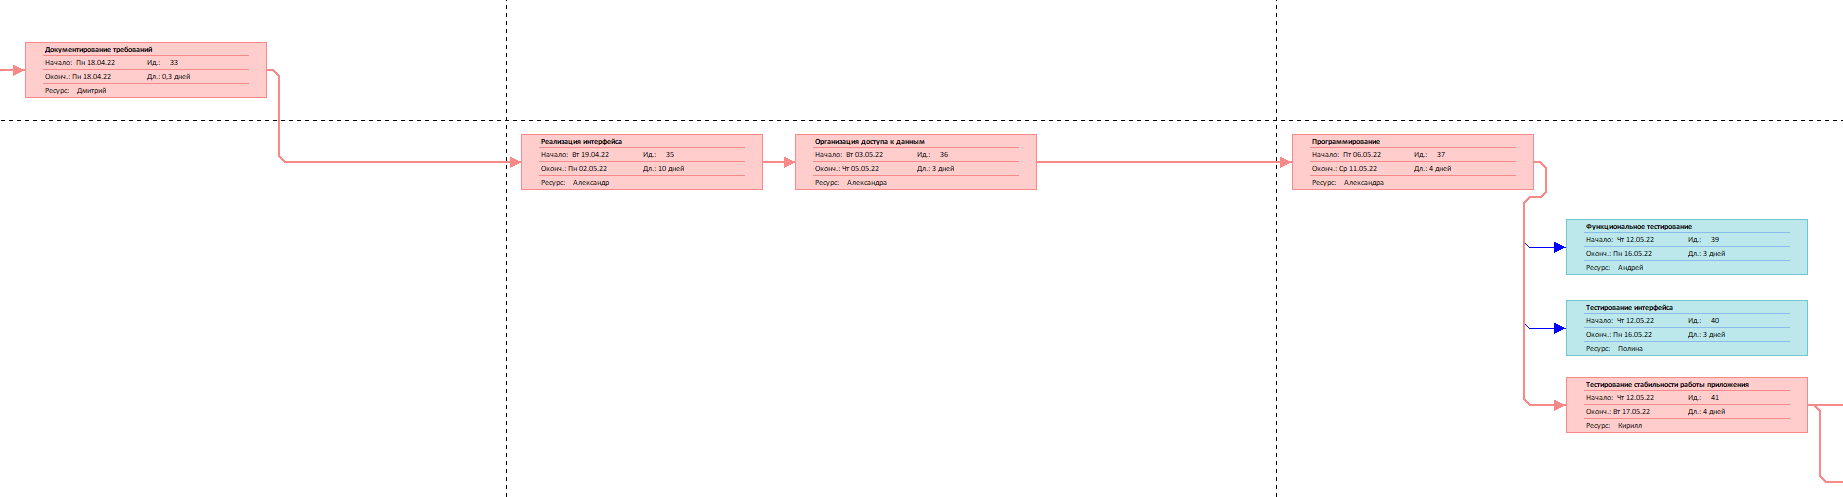 Документирование требований
Начало: Пн 18.04.22 Ид.: 33
Оконч.: Пн 18.04.22 Дл.: 0,3 дней
Ресурс: Дмитрий
Реализация интерфейса
Начало: Вт 19.04.22 Ид.: 35
Оконч.: Пн 02.05.22 Дл.: 10 дней
Ресурс: Александр
Организация доступа к данным
Начало: Вт 03.05.22 Ид.: 36
Оконч.: Чт 05.05.22 Дл.: 3 дней
Ресурс: Александра
Программирование
Начало: Пт 06.05.22 Ид.: 37
Оконч.: Ср 11.05.22 Дл.: 4 дней
Ресурс: Александра
Функциональное тестирование
Начало: Чт 12.05.22 Ид.: 39
Оконч.: Пн 16.05.22 Дл.: 3 дней
Ресурс: Андрей
Тестирование интерфейса
Начало: Чт 12.05.22 Ид.: 40
Оконч.: Пн 16.05.22 Дл.: 3 дней
Ресурс: Полина
Тестирование стабильности работы приложения
Начало: Чт 12.05.22 Ид.: 41
Оконч.: Вт 17.05.22 Дл.: 4 дней
Ресурс: Кирилл